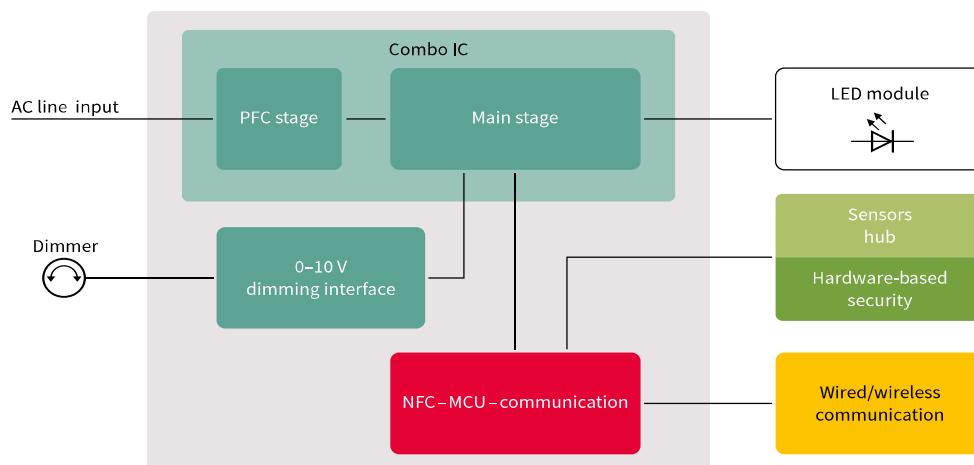 Combo IC
AC line input
PFC stage
Main stage
LED module
Sensors
hub
Hardware-based
security
Dimmer
0–10 V
dimming interface
NFC–MCU–communication
Wired/wireless
communication